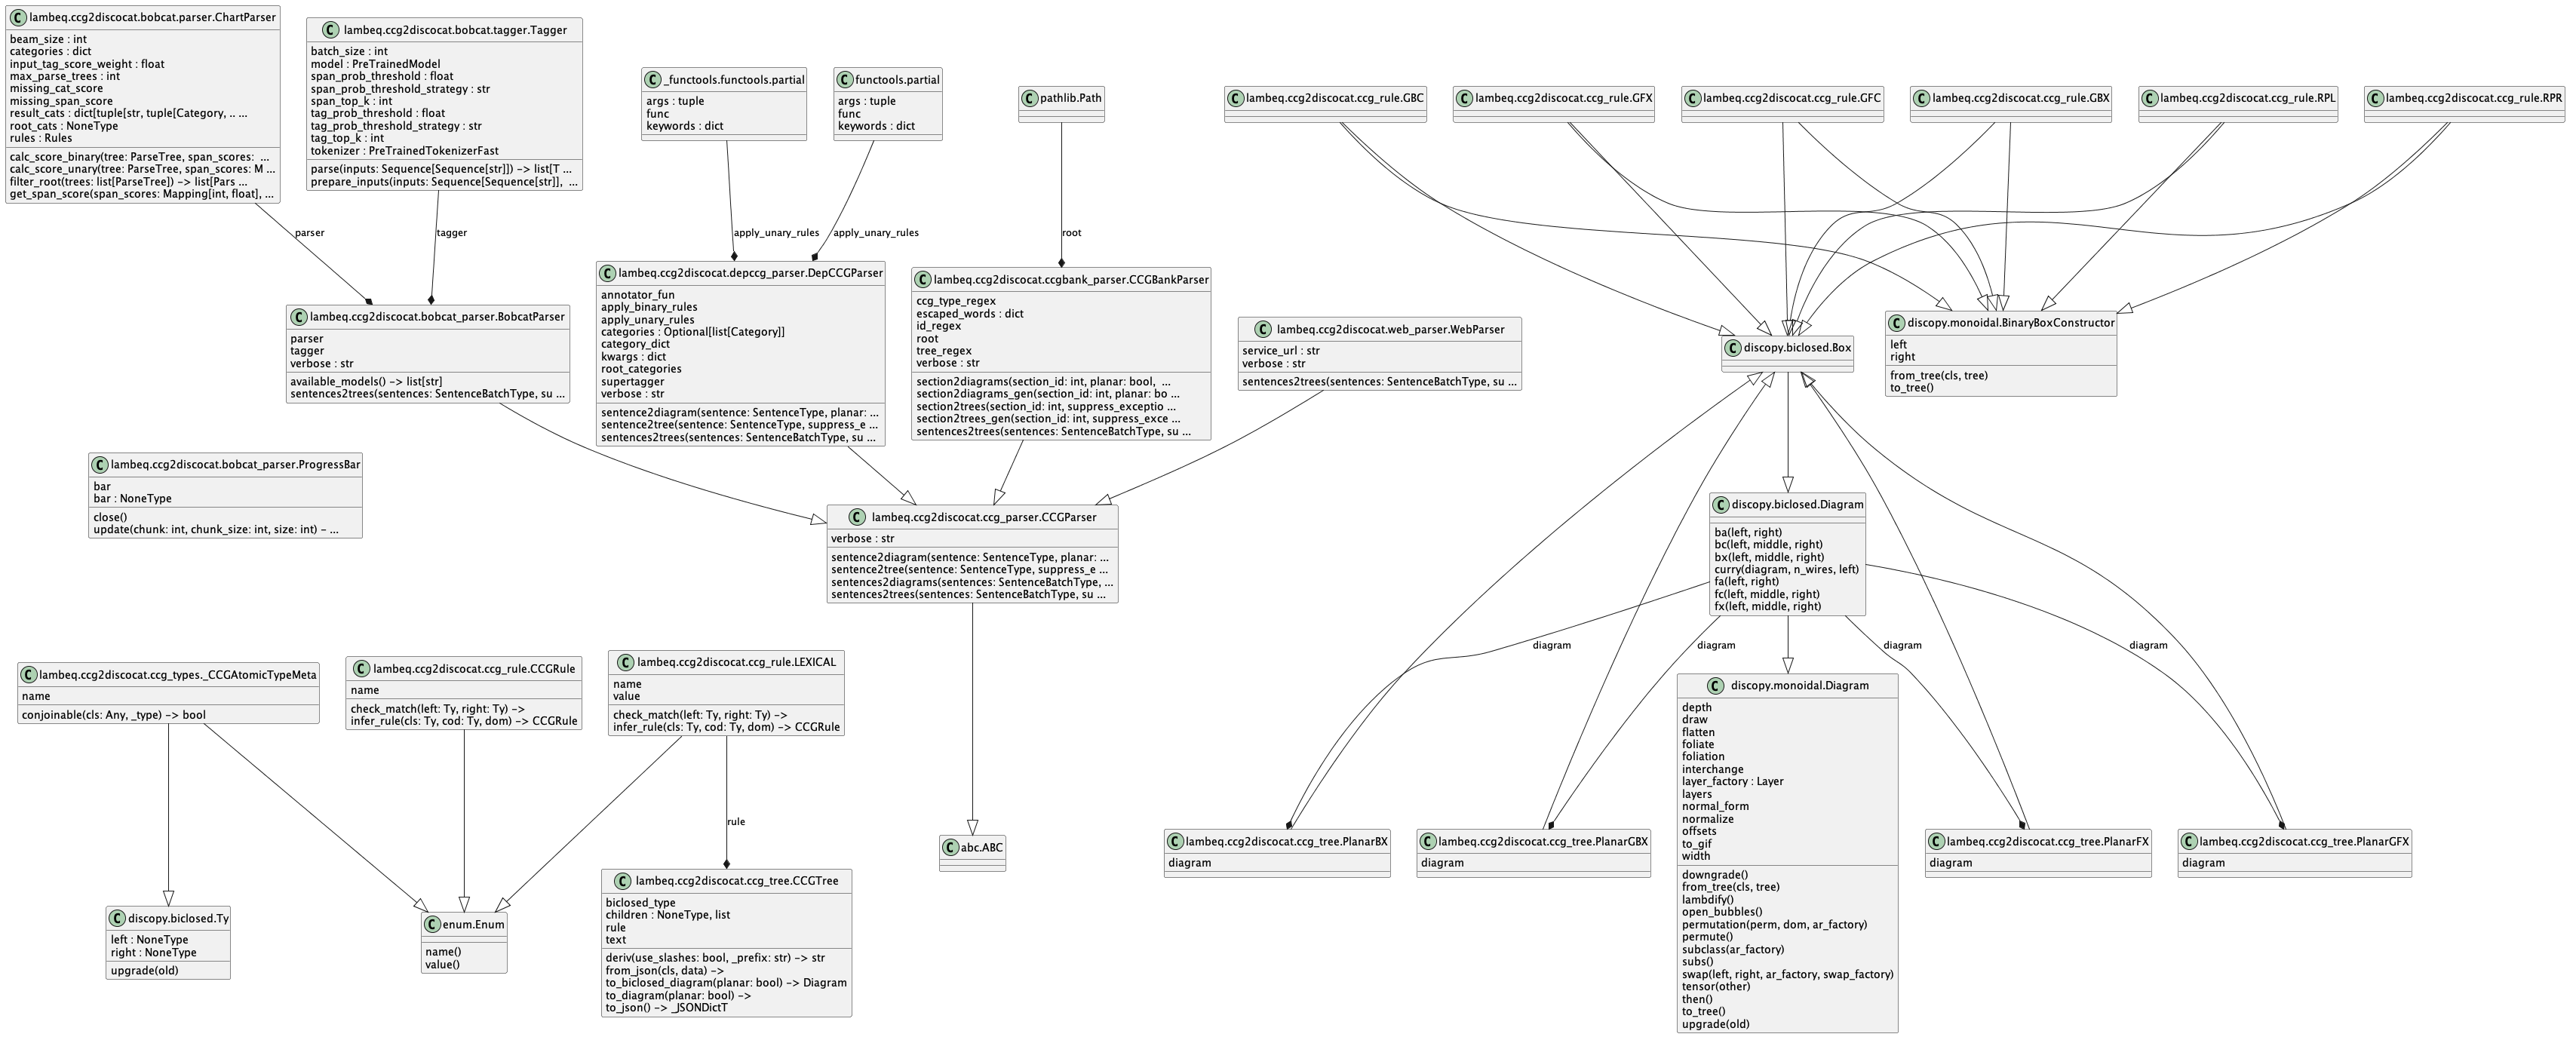 lambeq.ccg2discocat.bobcat.parser.ChartParser
beam_size : int
categories : dict
input_tag_score_weight : float
max_parse_trees : int
missing_cat_score
missing_span_score
result_cats : dict[tuple[str, tuple[Category, .. ...
root_cats : NoneType
rules : Rules
calc_score_binary(tree: ParseTree, span_scores:  ...
calc_score_unary(tree: ParseTree, span_scores: M ...
filter_root(trees: list[ParseTree]) -> list[Pars ...
get_span_score(span_scores: Mapping[int, float], ...
lambeq.ccg2discocat.bobcat.tagger.Tagger
batch_size : int
model : PreTrainedModel
span_prob_threshold : float
span_prob_threshold_strategy : str
span_top_k : int
tag_prob_threshold : float
tag_prob_threshold_strategy : str
tag_top_k : int
tokenizer : PreTrainedTokenizerFast
parse(inputs: Sequence[Sequence[str]]) -> list[T ...
prepare_inputs(inputs: Sequence[Sequence[str]],  ...
_functools.functools.partial
args : tuple
func
keywords : dict
functools.partial
args : tuple
func
keywords : dict
pathlib.Path
lambeq.ccg2discocat.ccg_rule.GBC
lambeq.ccg2discocat.ccg_rule.GFX
lambeq.ccg2discocat.ccg_rule.GFC
lambeq.ccg2discocat.ccg_rule.GBX
lambeq.ccg2discocat.ccg_rule.RPL
lambeq.ccg2discocat.ccg_rule.RPR
parser
tagger
apply_unary_rules
apply_unary_rules
root
lambeq.ccg2discocat.bobcat_parser.BobcatParser
parser
tagger
verbose : str
available_models() -> list[str]
sentences2trees(sentences: SentenceBatchType, su ...
lambeq.ccg2discocat.depccg_parser.DepCCGParser
annotator_fun
apply_binary_rules
apply_unary_rules
categories : Optional[list[Category]]
category_dict
kwargs : dict
root_categories
supertagger
verbose : str
sentence2diagram(sentence: SentenceType, planar: ...
sentence2tree(sentence: SentenceType, suppress_e ...
sentences2trees(sentences: SentenceBatchType, su ...
lambeq.ccg2discocat.ccgbank_parser.CCGBankParser
ccg_type_regex
escaped_words : dict
id_regex
root
tree_regex
verbose : str
section2diagrams(section_id: int, planar: bool,  ...
section2diagrams_gen(section_id: int, planar: bo ...
section2trees(section_id: int, suppress_exceptio ...
section2trees_gen(section_id: int, suppress_exce ...
sentences2trees(sentences: SentenceBatchType, su ...
lambeq.ccg2discocat.web_parser.WebParser
service_url : str
verbose : str
sentences2trees(sentences: SentenceBatchType, su ...
discopy.biclosed.Box
discopy.monoidal.BinaryBoxConstructor
left
right
from_tree(cls, tree)
to_tree()
lambeq.ccg2discocat.bobcat_parser.ProgressBar
bar
bar : NoneType
close()
update(chunk: int, chunk_size: int, size: int) - ...
lambeq.ccg2discocat.ccg_parser.CCGParser
verbose : str
sentence2diagram(sentence: SentenceType, planar: ...
sentence2tree(sentence: SentenceType, suppress_e ...
sentences2diagrams(sentences: SentenceBatchType, ...
sentences2trees(sentences: SentenceBatchType, su ...
discopy.biclosed.Diagram
ba(left, right)
bc(left, middle, right)
bx(left, middle, right)
curry(diagram, n_wires, left)
fa(left, right)
fc(left, middle, right)
fx(left, middle, right)
diagram
diagram
diagram
diagram
lambeq.ccg2discocat.ccg_types._CCGAtomicTypeMeta
name
conjoinable(cls: Any, _type) -> bool
lambeq.ccg2discocat.ccg_rule.CCGRule
name
check_match(left: Ty, right: Ty) ->
infer_rule(cls: Ty, cod: Ty, dom) -> CCGRule
lambeq.ccg2discocat.ccg_rule.LEXICAL
name
value
check_match(left: Ty, right: Ty) ->
infer_rule(cls: Ty, cod: Ty, dom) -> CCGRule
rule
discopy.monoidal.Diagram
depth
draw
flatten
foliate
foliation
interchange
layer_factory : Layer
layers
normal_form
normalize
offsets
to_gif
width
downgrade()
from_tree(cls, tree)
lambdify()
open_bubbles()
permutation(perm, dom, ar_factory)
permute()
subclass(ar_factory)
subs()
swap(left, right, ar_factory, swap_factory)
tensor(other)
then()
to_tree()
upgrade(old)
abc.ABC
lambeq.ccg2discocat.ccg_tree.PlanarBX
diagram
lambeq.ccg2discocat.ccg_tree.PlanarGBX
diagram
lambeq.ccg2discocat.ccg_tree.PlanarFX
diagram
lambeq.ccg2discocat.ccg_tree.PlanarGFX
diagram
discopy.biclosed.Ty
left : NoneType
right : NoneType
upgrade(old)
enum.Enum
name()
value()
lambeq.ccg2discocat.ccg_tree.CCGTree
biclosed_type
children : NoneType, list
rule
text
deriv(use_slashes: bool, _prefix: str) -> str
from_json(cls, data) ->
to_biclosed_diagram(planar: bool) -> Diagram
to_diagram(planar: bool) ->
to_json() -> _JSONDictT